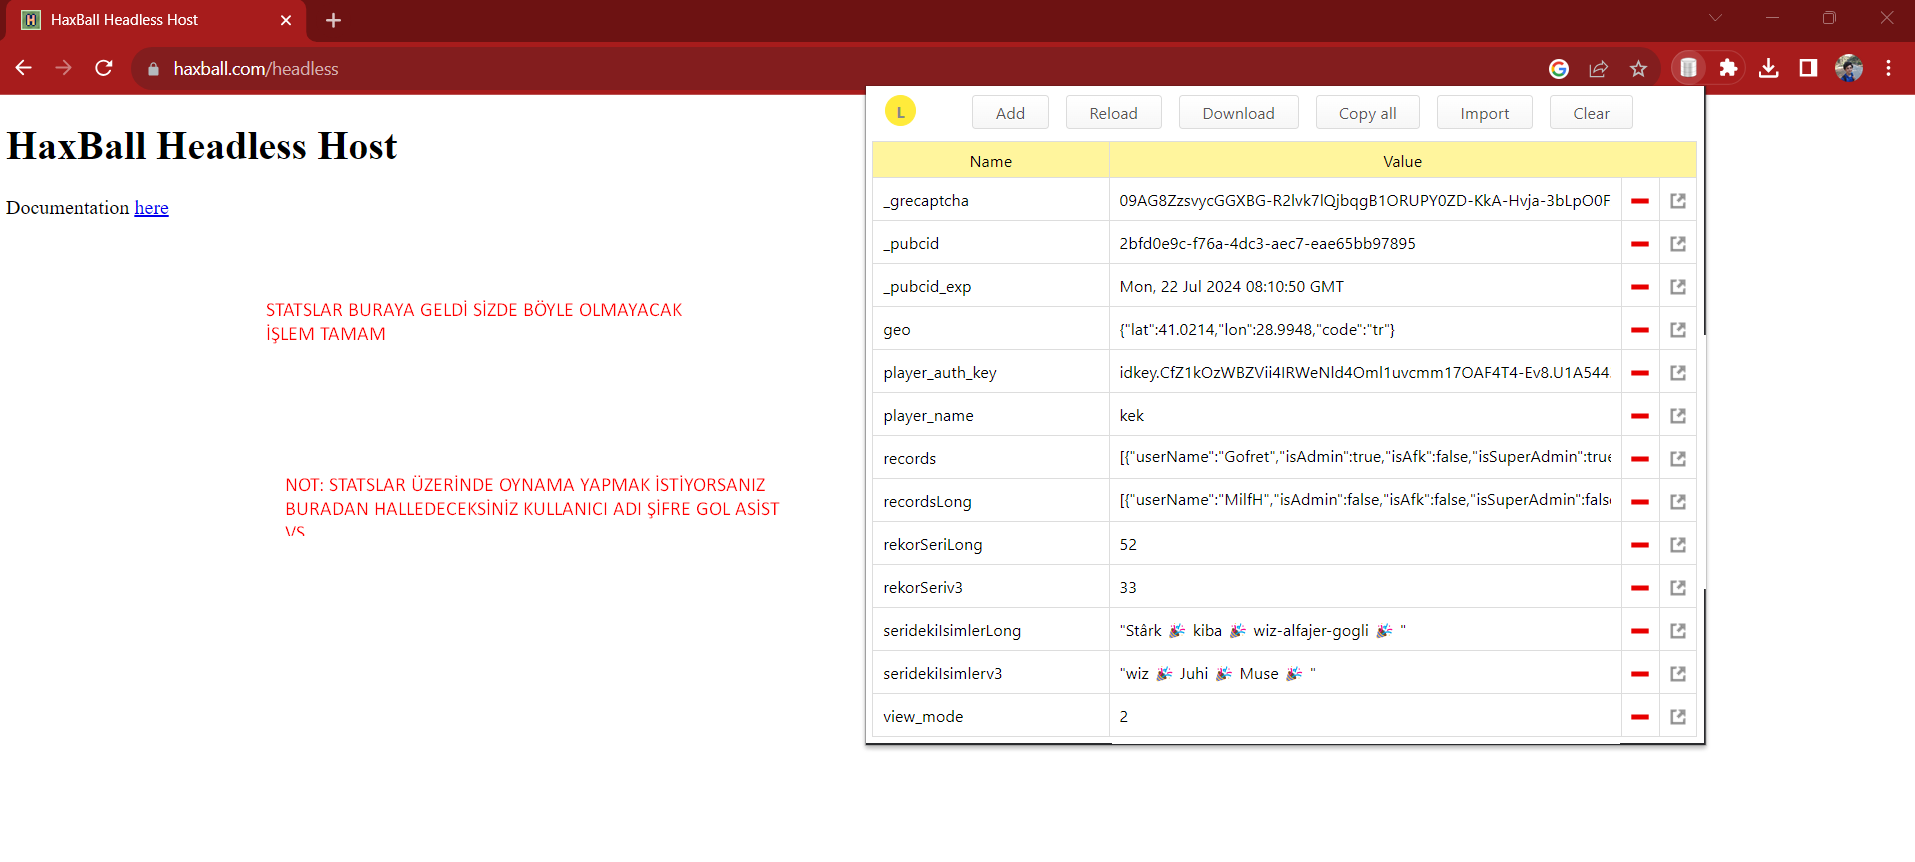 HaxBall Headless Host
haxball.com/headless
HaxBall Headless Host
Documentation here
STATSLAR BURAYA GELDİ SİZDE BÖYLE OLMAYACAK
İŞLEM TAMAM
NOT: STATSLAR ÜZERİNDE OYNAMA YAPMAK İSTİYORSANIZ
BURADAN HALLEDECEKSİNİZ KULLANICI ADI ŞİFRE GOL ASİST
VS
L Add Reload Download Copy all Import Clear
Name Value
_grecaptcha 09AG8ZzsvycGGXBG-R2lvk7lQjbqgB1ORUPY0ZD-KkA-Hvja-3bLpO0F
_pubcid 2bfd0e9c-f76a-4dc3-aec7-eae65bb97895
_pubcid_exp Mon, 22 Jul 2024 08:10:50 GMT
geo {"lat":41.0214,"lon":28.9948,"code":"tr"}
player_auth_key idkey.CfZ1kOzWBZVii4IRWeNld4Oml1uvcmm17OAF4T4-Ev8.U1A544
player_name kek
records [{"userName":"Gofret","isAdmin":true,"isAfk":false,"isSuperAdmin":true
recordsLong [{"userName":"MilfH","isAdmin":false,"isAfk":false,"isSuperAdmin":false
rekorSeriLong 52
rekorSeriv3 33
seridekiIsimlerLong "Stârk 🎉 kiba 🎉 wiz-alfajer-gogli 🎉 "
seridekiIsimlerv3 "wiz 🎉 Juhi 🎉 Muse 🎉 "
view_mode 2